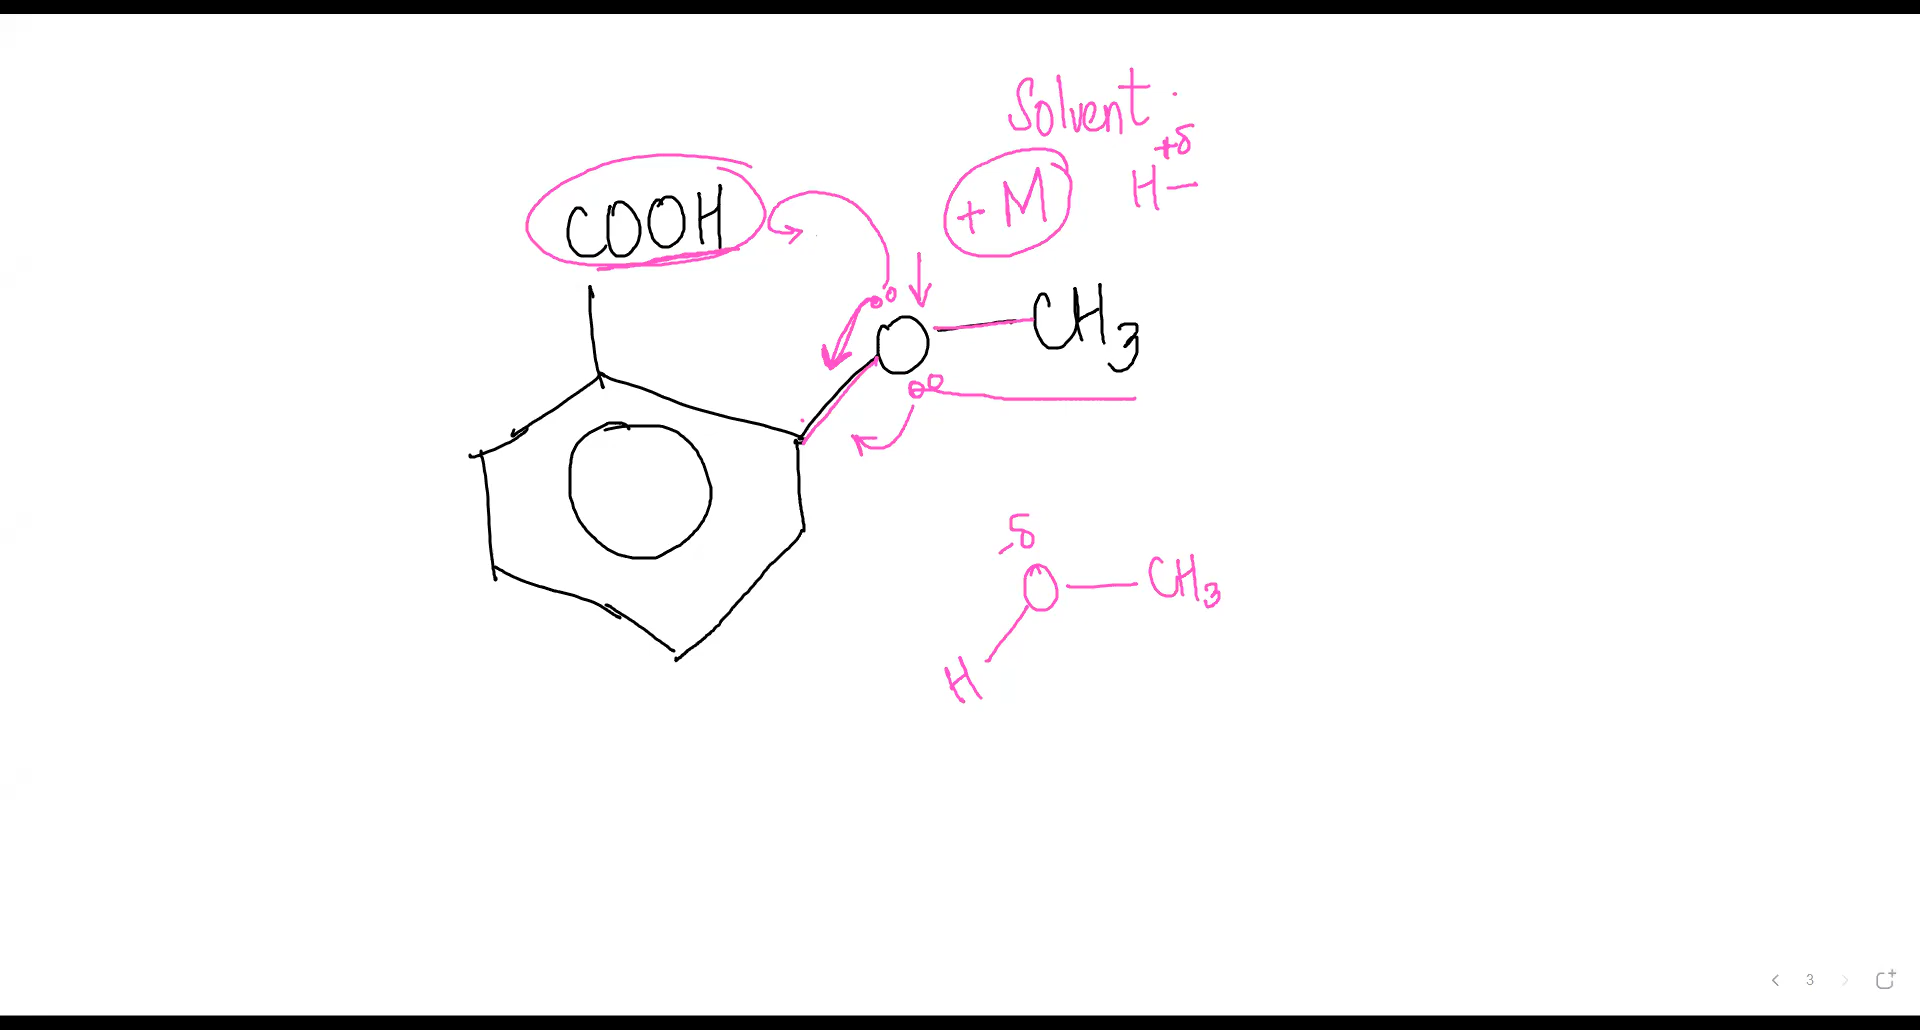 Solvent
+δ
H—
+M
COOH
O—CH3
-δ
O—CH3
H
3